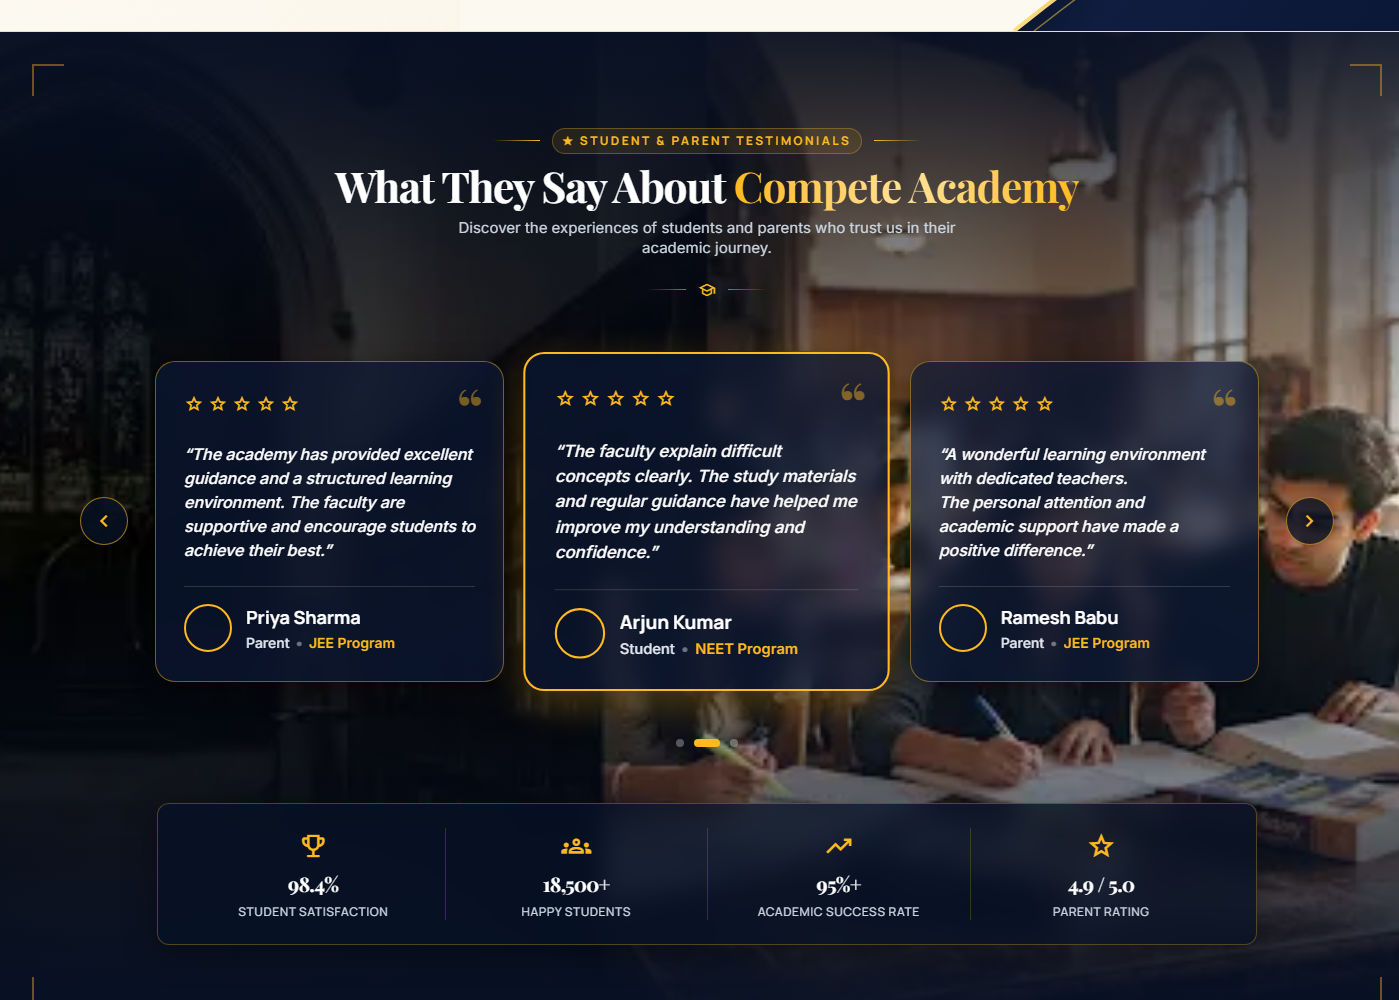 ★ STUDENT & PARENT TESTIMONIALS
What They Say About Compete Academy
Discover the experiences of students and parents who trust us in their
academic journey.
“The academy has provided excellent
guidance and a structured learning
environment. The faculty are
supportive and encourage students to
achieve their best.”
Priya Sharma
Parent • JEE Program
“The faculty explain difficult
concepts clearly. The study materials
and regular guidance have helped me
improve my understanding and
confidence.”
Arjun Kumar
Student • NEET Program
“A wonderful learning environment
with dedicated teachers.
The personal attention and
academic support have made a
positive difference.”
Ramesh Babu
Parent • JEE Program
98.4%
STUDENT SATISFACTION
18,500+
HAPPY STUDENTS
95%+
ACADEMIC SUCCESS RATE
4.9 / 5.0
PARENT RATING